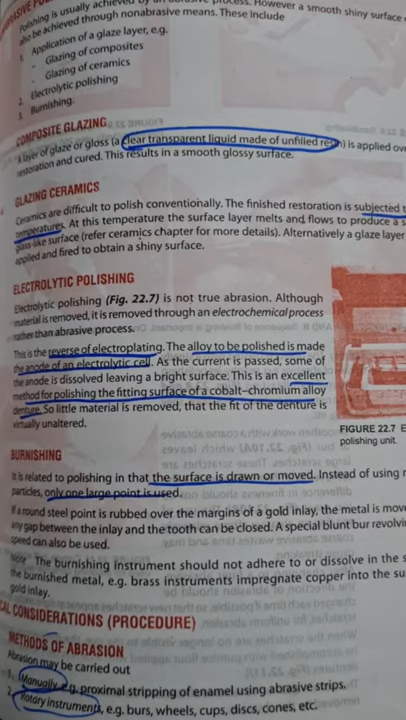 Polishing is usually achieved by an abrasive process. However a smooth shiny surface
also be achieved through nonabrasive means. These include
1. Application of a glaze layer, e.g.
- Glazing of composites
- Glazing of ceramics
2. Electrolytic polishing
3. Burnishing.
COMPOSITE GLAZING
A layer of glaze or gloss (a clear transparent liquid made of unfilled resin) is applied
restoration and cured. This results in a smooth glossy surface.
GLAZING CERAMICS
Ceramics are difficult to polish conventionally. The finished restoration is subjected
temperatures. At this temperature the surface layer melts and flows to produce a
glass-like surface (refer ceramics chapter for more details). Alternatively a glaze layer
applied and fired to obtain a shiny surface.
ELECTROLYTIC POLISHING
Electrolytic polishing (Fig. 22.7) is not true abrasion. Although
material is removed, it is removed through an electrochemical process
rather than abrasive process.
This is the reverse of electroplating. The alloy to be polished is made
the anode of an electrolytic cell. As the current is passed, some of
the anode is dissolved leaving a bright surface. This is an excellent
method for polishing the fitting surface of a cobalt–chromium alloy
denture. So little material is removed, that the fit of the denture is
virtually unaltered.
FIGURE 22.7
polishing unit.
BURNISHING
It is related to polishing in that the surface is drawn or moved. Instead of using
particles, only one large point is used.
If a round steel point is rubbed over the margins of a gold inlay, the metal is
any gap between the inlay and the tooth can be closed. A special blunt bur
speed can also be used.
Note The burnishing instrument should not adhere to or dissolve in the
the burnished metal, e.g. brass instruments impregnate copper into the
gold inlay.
CONSIDERATIONS (PROCEDURE)
METHODS OF ABRASION
Abrasion may be carried out
1. Manually e.g. proximal stripping of enamel using abrasive strips.
2. Rotary instruments, e.g. burs, wheels, cups, discs, cones, etc.